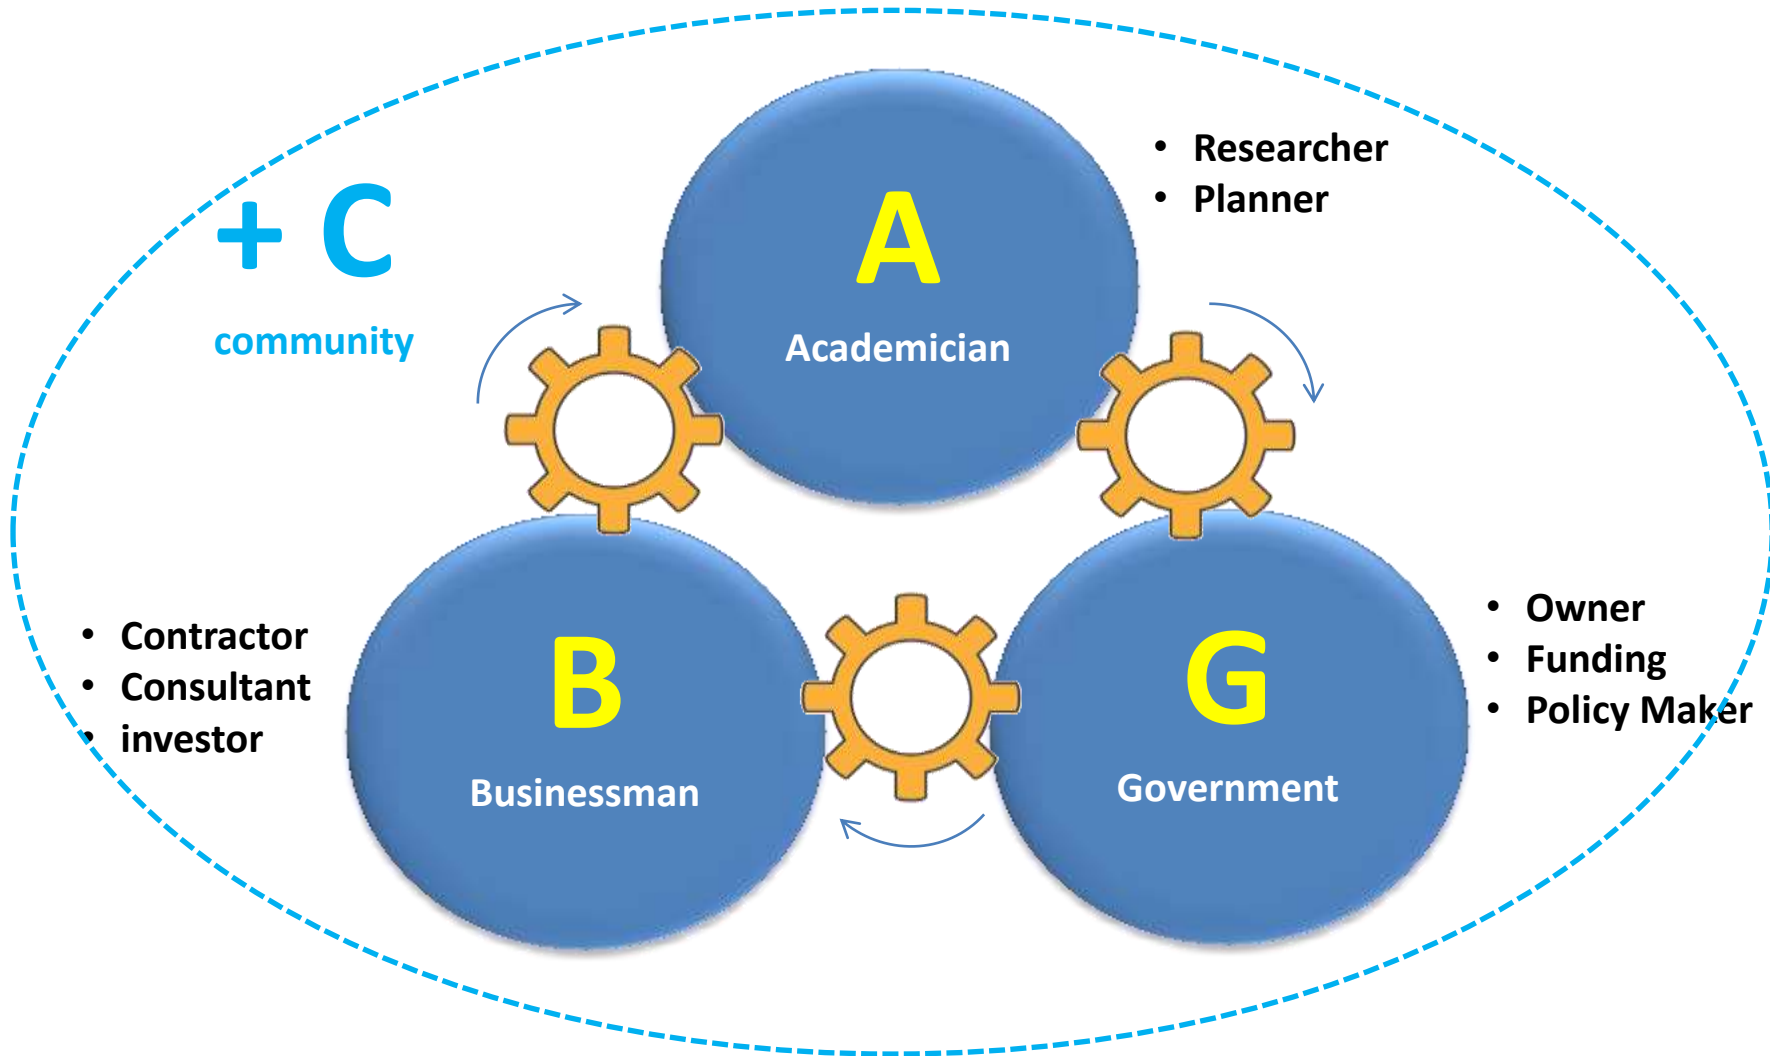 + C
community
A
Academician
• Researcher
• Planner
B
Businessman
• Contractor
• Consultant
• investor
G
Government
• Owner
• Funding
• Policy Maker